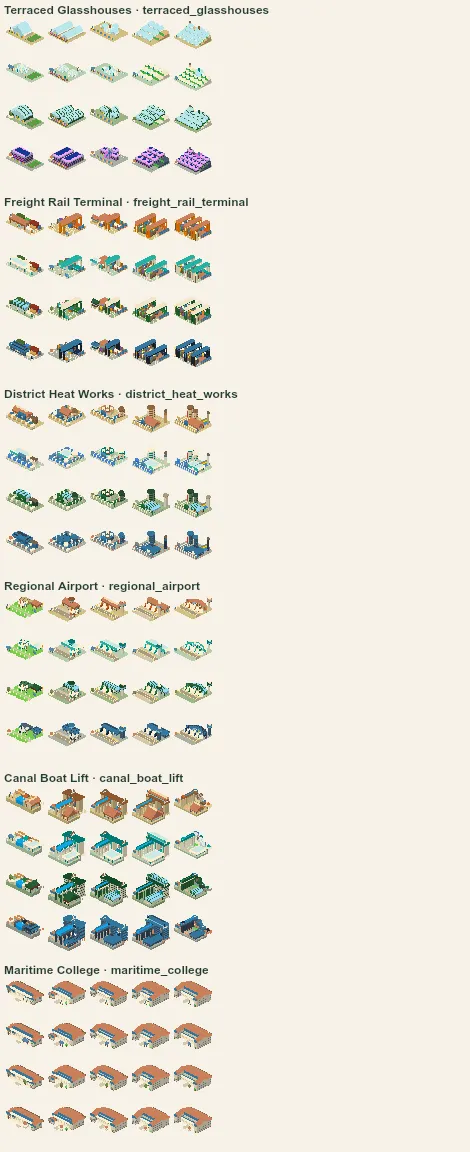 Terraced Glasshouses · terraced_glasshouses
Freight Rail Terminal · freight_rail_terminal
District Heat Works · district_heat_works
Regional Airport · regional_airport
Canal Boat Lift · canal_boat_lift
Maritime College · maritime_college